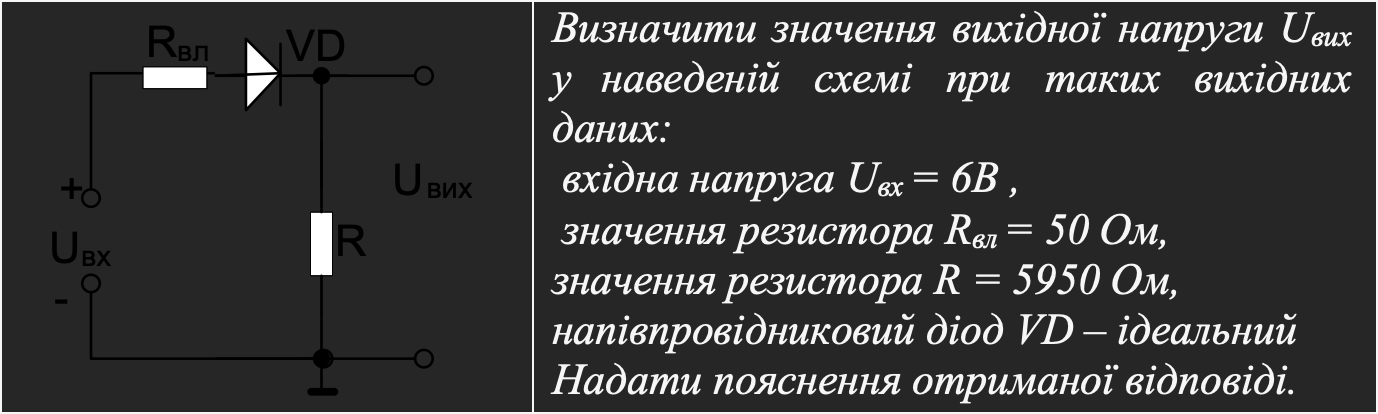 Rвл VD
+
Uвх
-
R
Uвих
Визначити значення вихідної напруги Uвих
у наведеній схемі при таких вихідних
даних:
вхідна напруга Uвх = 6В ,
значення резистора Rвл = 50 Ом,
значення резистора R = 5950 Ом,
напівпровідниковий діод VD – ідеальний
Надати пояснення отриманої відповіді.